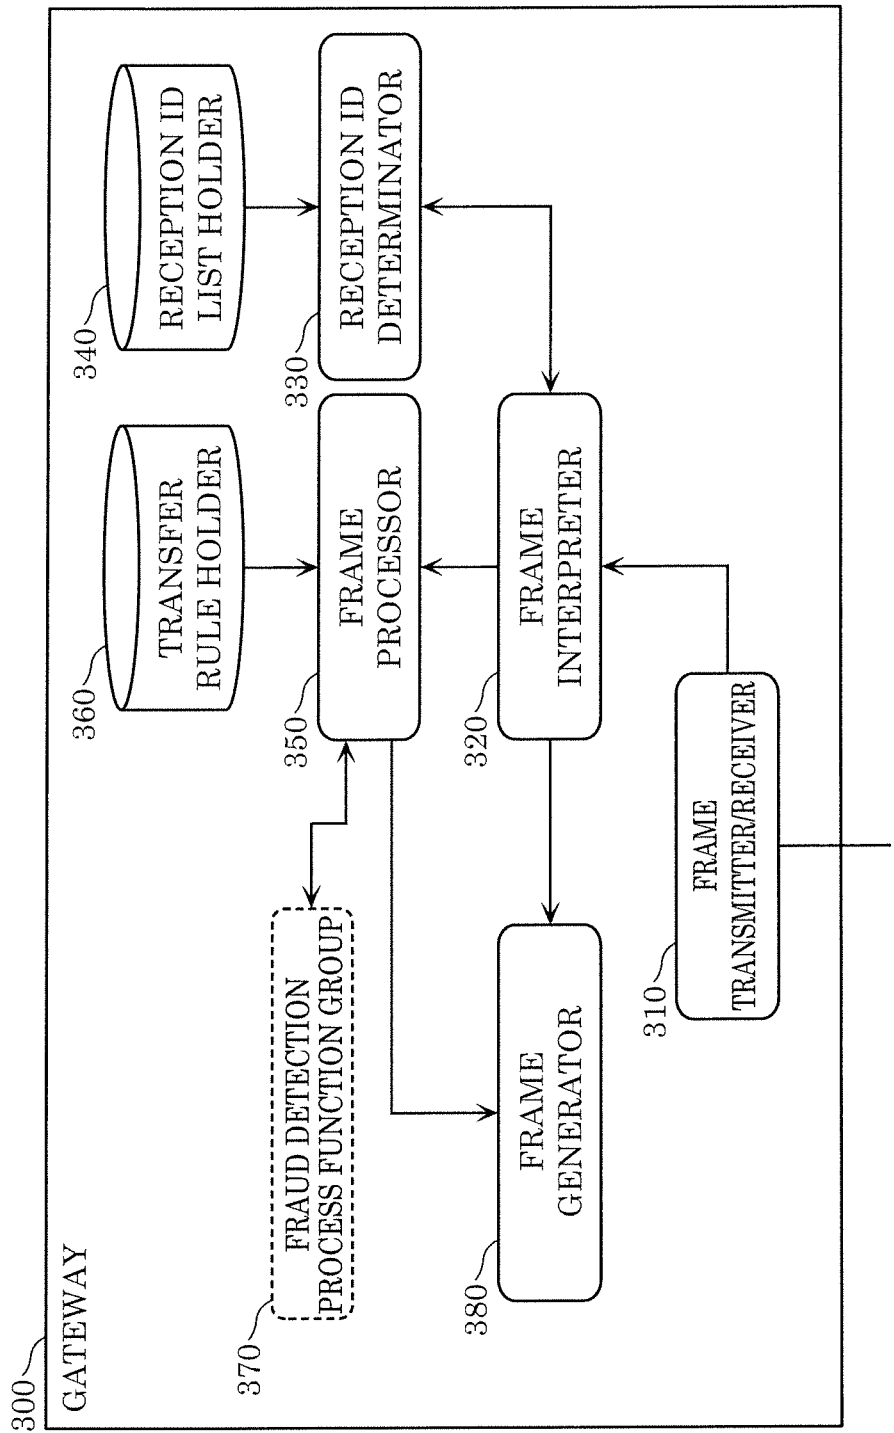 300
GATEWAY
370
FRAUD DETECTION
PROCESS FUNCTION GROUP
360
TRANSFER
RULE HOLDER
340
RECEPTION ID
LIST HOLDER
350
FRAME
PROCESSOR
330
RECEPTION ID
DETERMINATOR
380
FRAME
GENERATOR
320
FRAME
INTERPRETER
310
FRAME
TRANSMITTER/RECEIVER